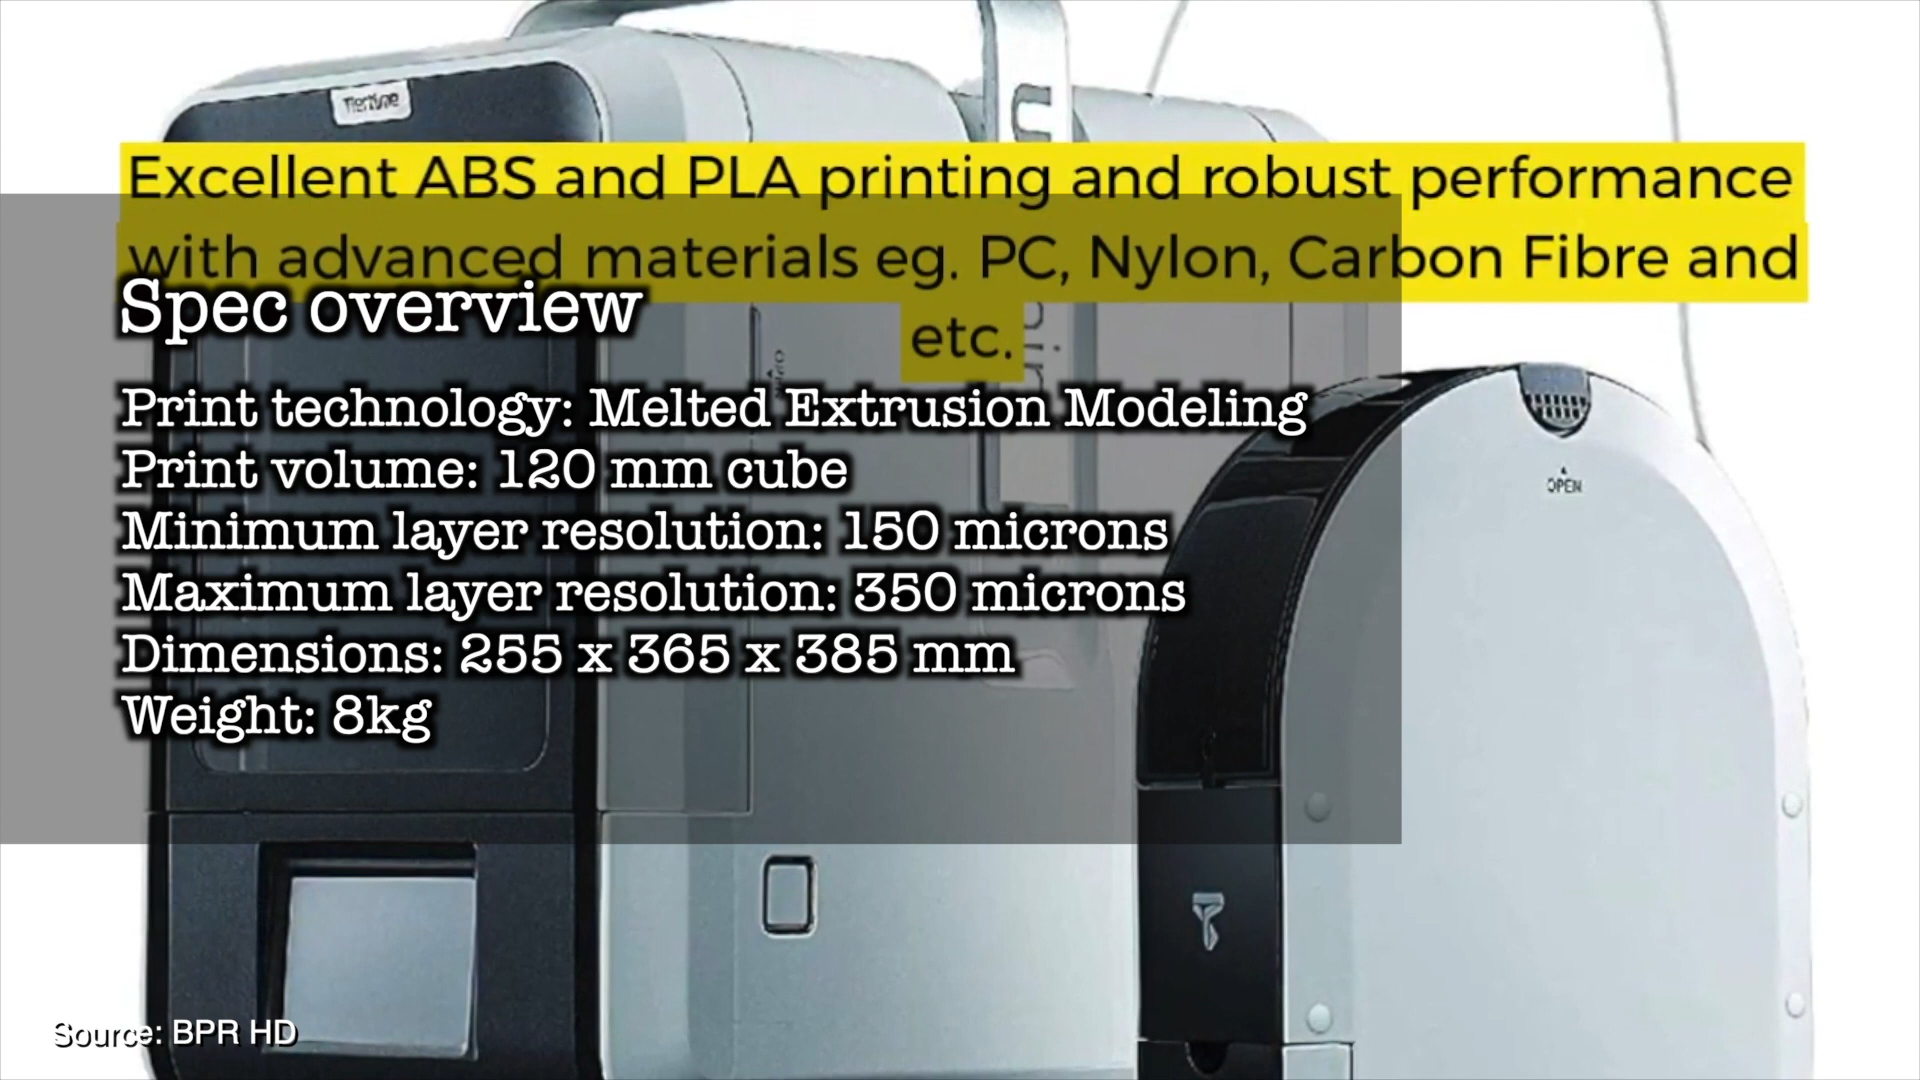 Tiertime
Excellent ABS and PLA printing and robust performance
with advanced materials eg. PC, Nylon, Carbon Fibre and
etc.
Spec overview
Print technology: Melted Extrusion Modeling
Print volume: 120 mm cube
Minimum layer resolution: 150 microns
Maximum layer resolution: 350 microns
Dimensions: 255 x 365 x 385 mm
Weight: 8kg
OPEN
Source: BPR HD